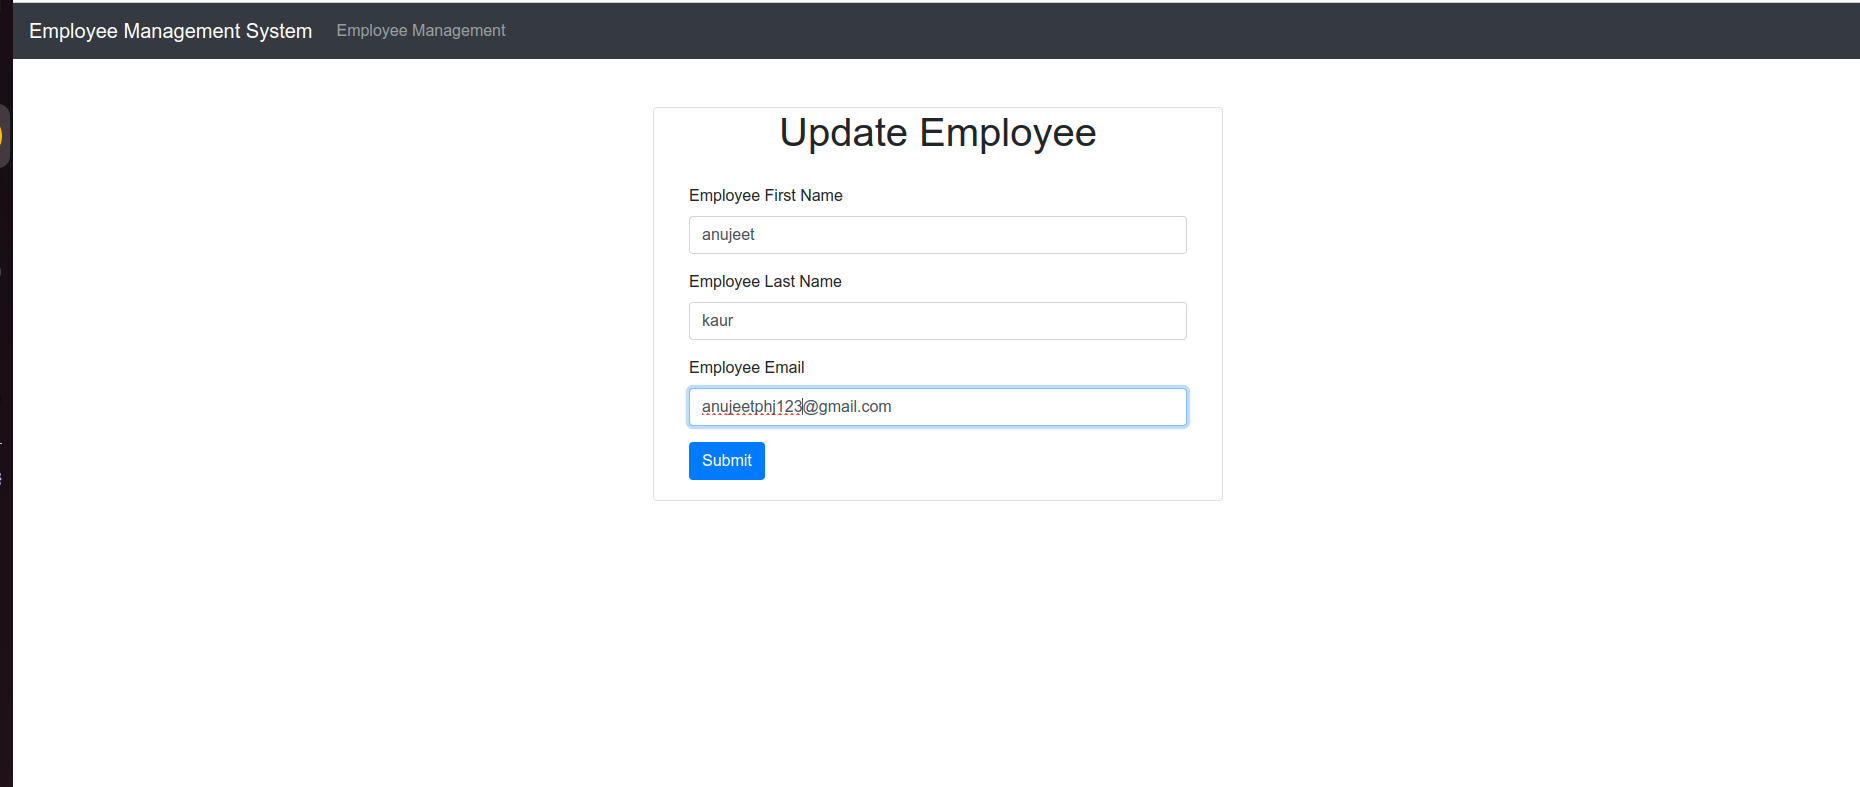 Employee Management System Employee Management
Update Employee
Employee First Name
anujeet
Employee Last Name
kaur
Employee Email
anujeetphj123@gmail.com
Submit